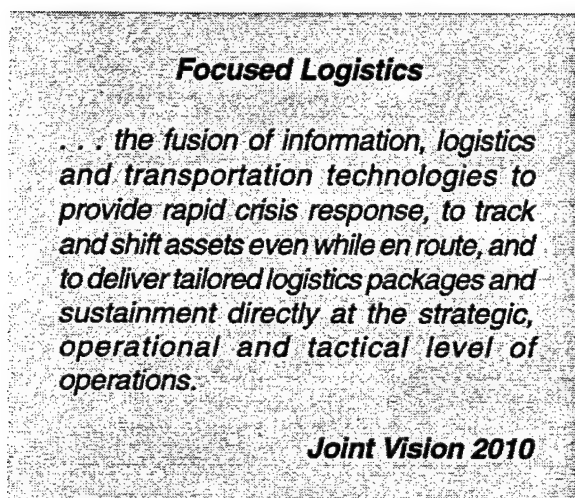 Focused Logistics
. . . the fusion of information, logistics
and transportation technologies to
provide rapid crisis response, to track
and shift assets even while en route, and
to deliver tailored logistics packages and
sustainment directly at the strategic,
operational and tactical level of
operations.
Joint Vision 2010